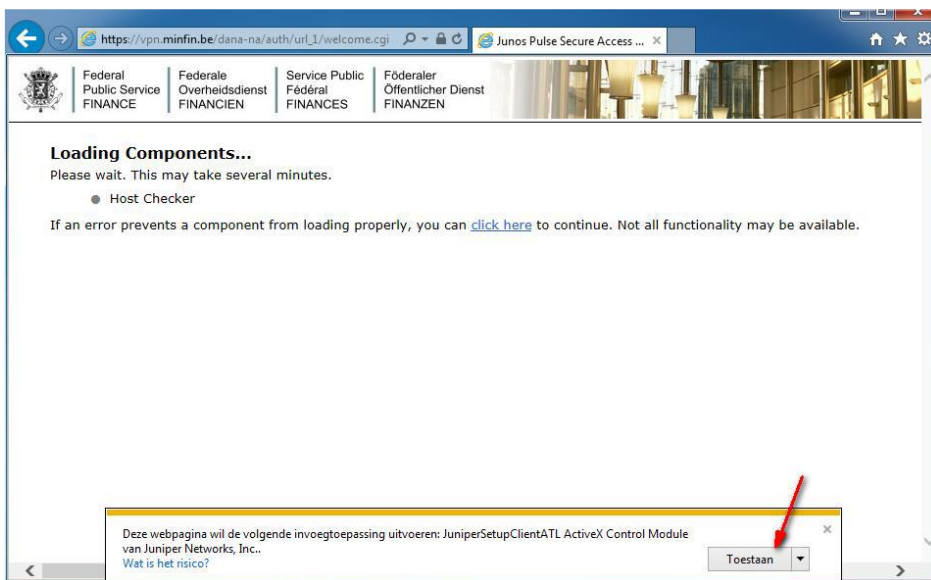 https://vpn.minfin.be/dana-na/auth/url_1/welcome.cgi
Junos Pulse Secure Access ...
Federal Public Service FINANCE
Federale Overheidsdienst FINANCIEN
Service Public Fédéral FINANCES
Föderaler Öffentlicher Dienst FINANZEN
Loading Components...
Please wait. This may take several minutes.
Host Checker
If an error prevents a component from loading properly, you can click here to continue. Not all functionality may be available.
Deze webpagina wil de volgende invoegtoepassing uitvoeren: JuniperSetupClientATL ActiveX Control Module
van Juniper Networks, Inc..
Wat is het risico?
Toestaan